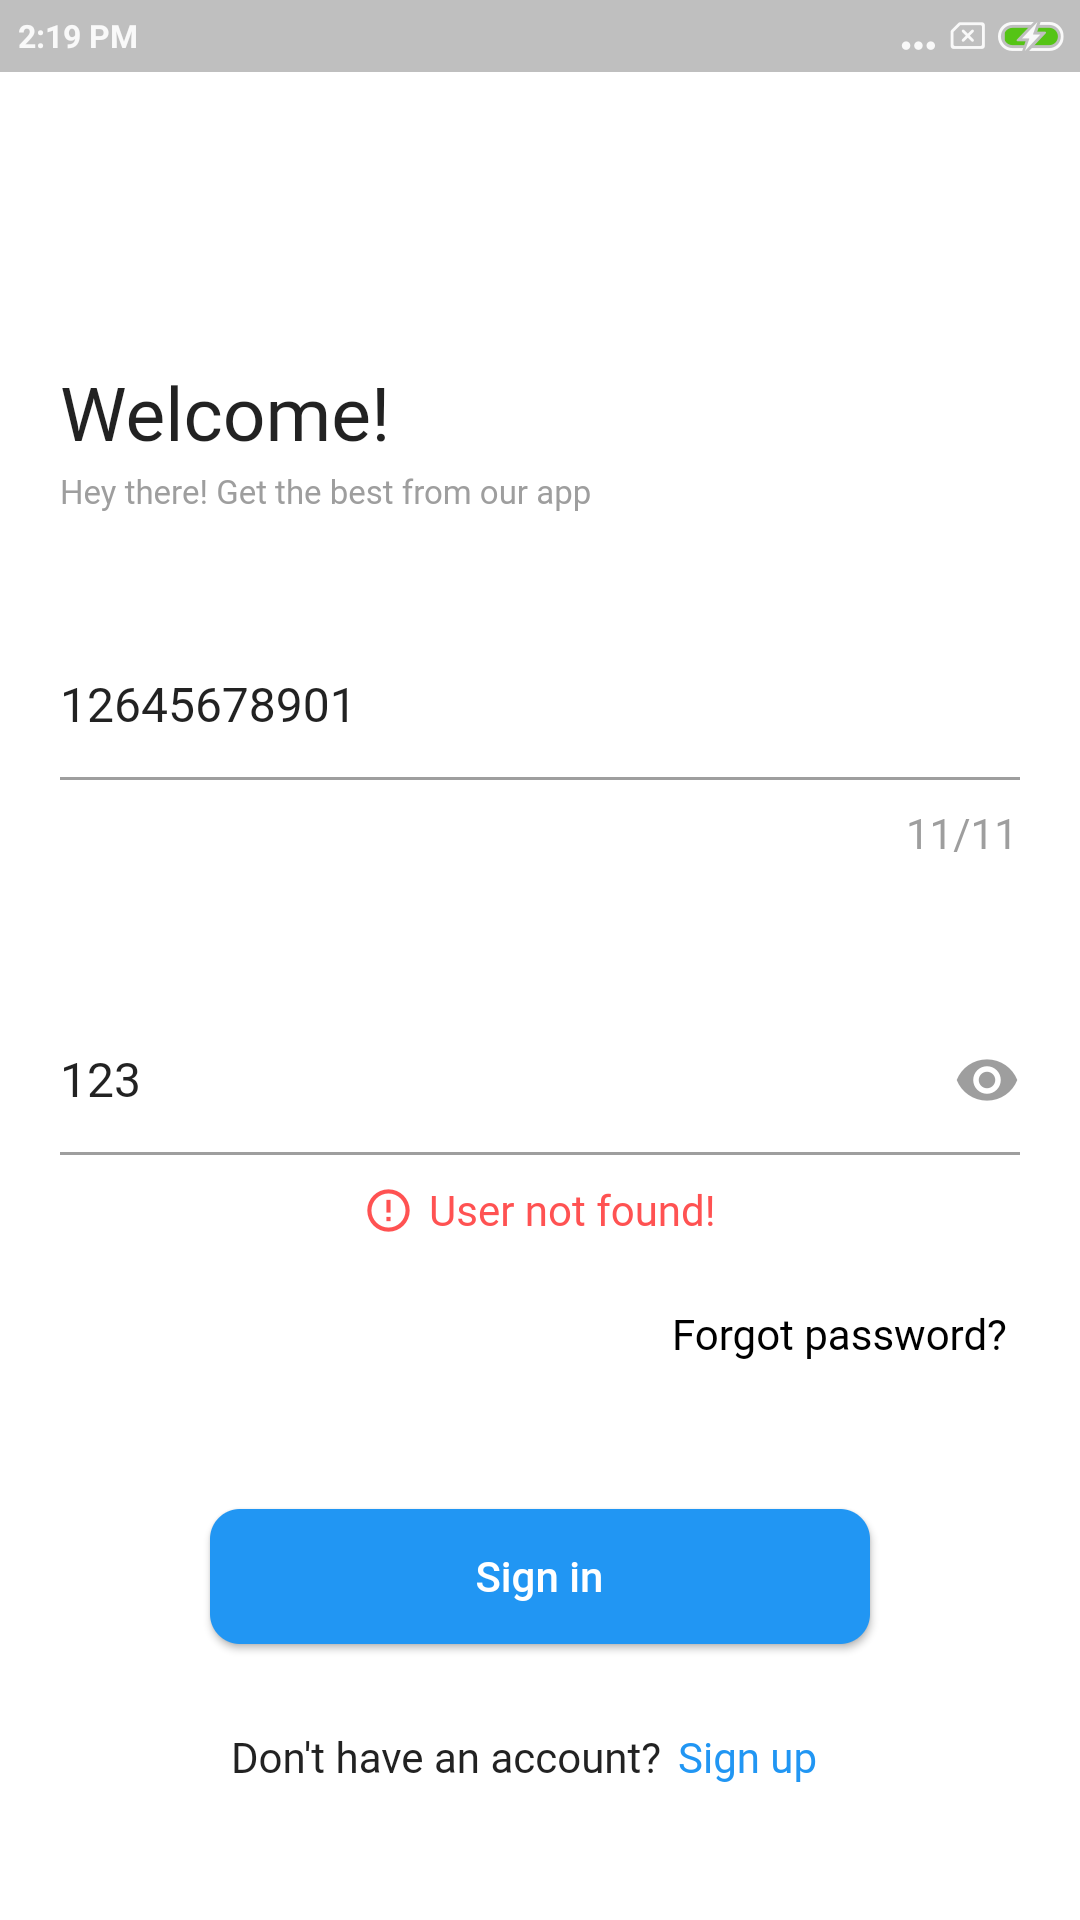 2:19 PM
Welcome!
Hey there! Get the best from our app
12645678901
11/11
123
User not found!
Forgot password?
Sign in
Don't have an account? Sign up